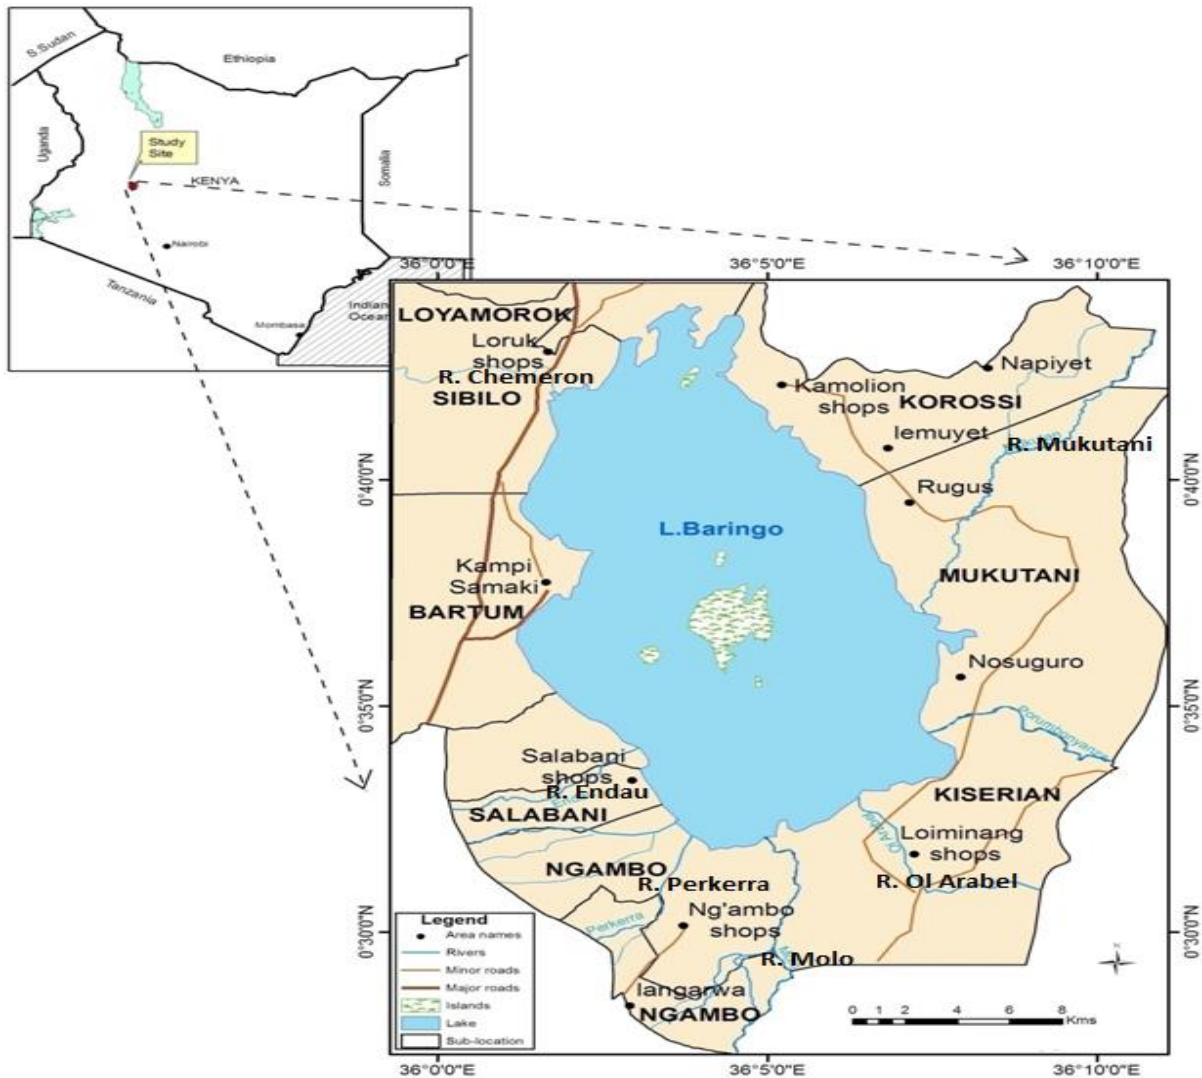 S.Sudan
Ethiopia
Uganda
Study
Site
KENYA
Somalia
Nairobi
Tanzania
Indian
Ocean
Mombasa
36°0'0"E
36°5'0"E
36°10'0"E
LOYAMOROK
Loruk
shops
R. Chemeron
SIBILO
Napiyet
Kamolion
shops
KOROSSI
lemuyet
R. Mukutani
0°40'0"N
0°40'0"N
Rugus
L.Baringo
Kampi
Samaki
MUKUTANI
BARTUM
Nosuguro
0°35'0"N
0°35'0"N
Salabani
shops
R. Endau
SALABANI
KISERIAN
Ol Arabel
Loiminang
shops
NGAMBO
R. Perkerra
R. Ol Arabel
Ng'ambo
shops
Perkerra
0°30'0"N
0°30'0"N
R. Molo
Iangarwa
NGAMBO
Legend
Area names
Rivers
Minor roads
Major roads
Islands
Lake
Sub-location
0 1 2 4 6 8
Kms
36°0'0"E
36°5'0"E
36°10'0"E